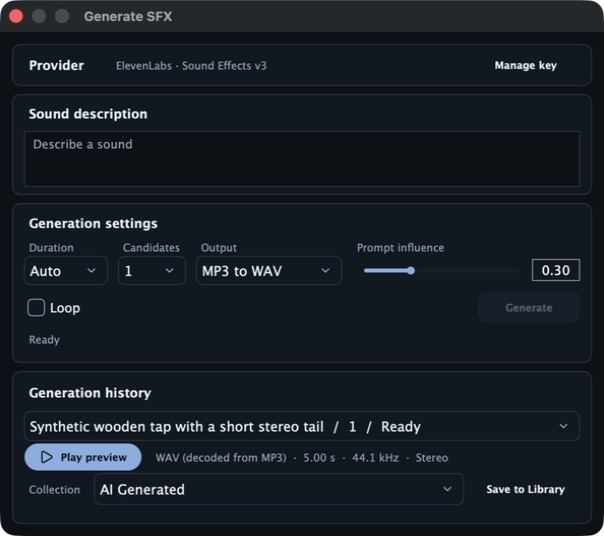 Generate SFX
Provider ElevenLabs · Sound Effects v3 Manage key
Sound description
Describe a sound
Generation settings
Duration Candidates Output Prompt influence
Auto 1 MP3 to WAV 0.30
Loop Generate
Ready
Generation history
Synthetic wooden tap with a short stereo tail / 1 / Ready
Play preview WAV (decoded from MP3) · 5.00 s · 44.1 kHz · Stereo
Collection AI Generated Save to Library